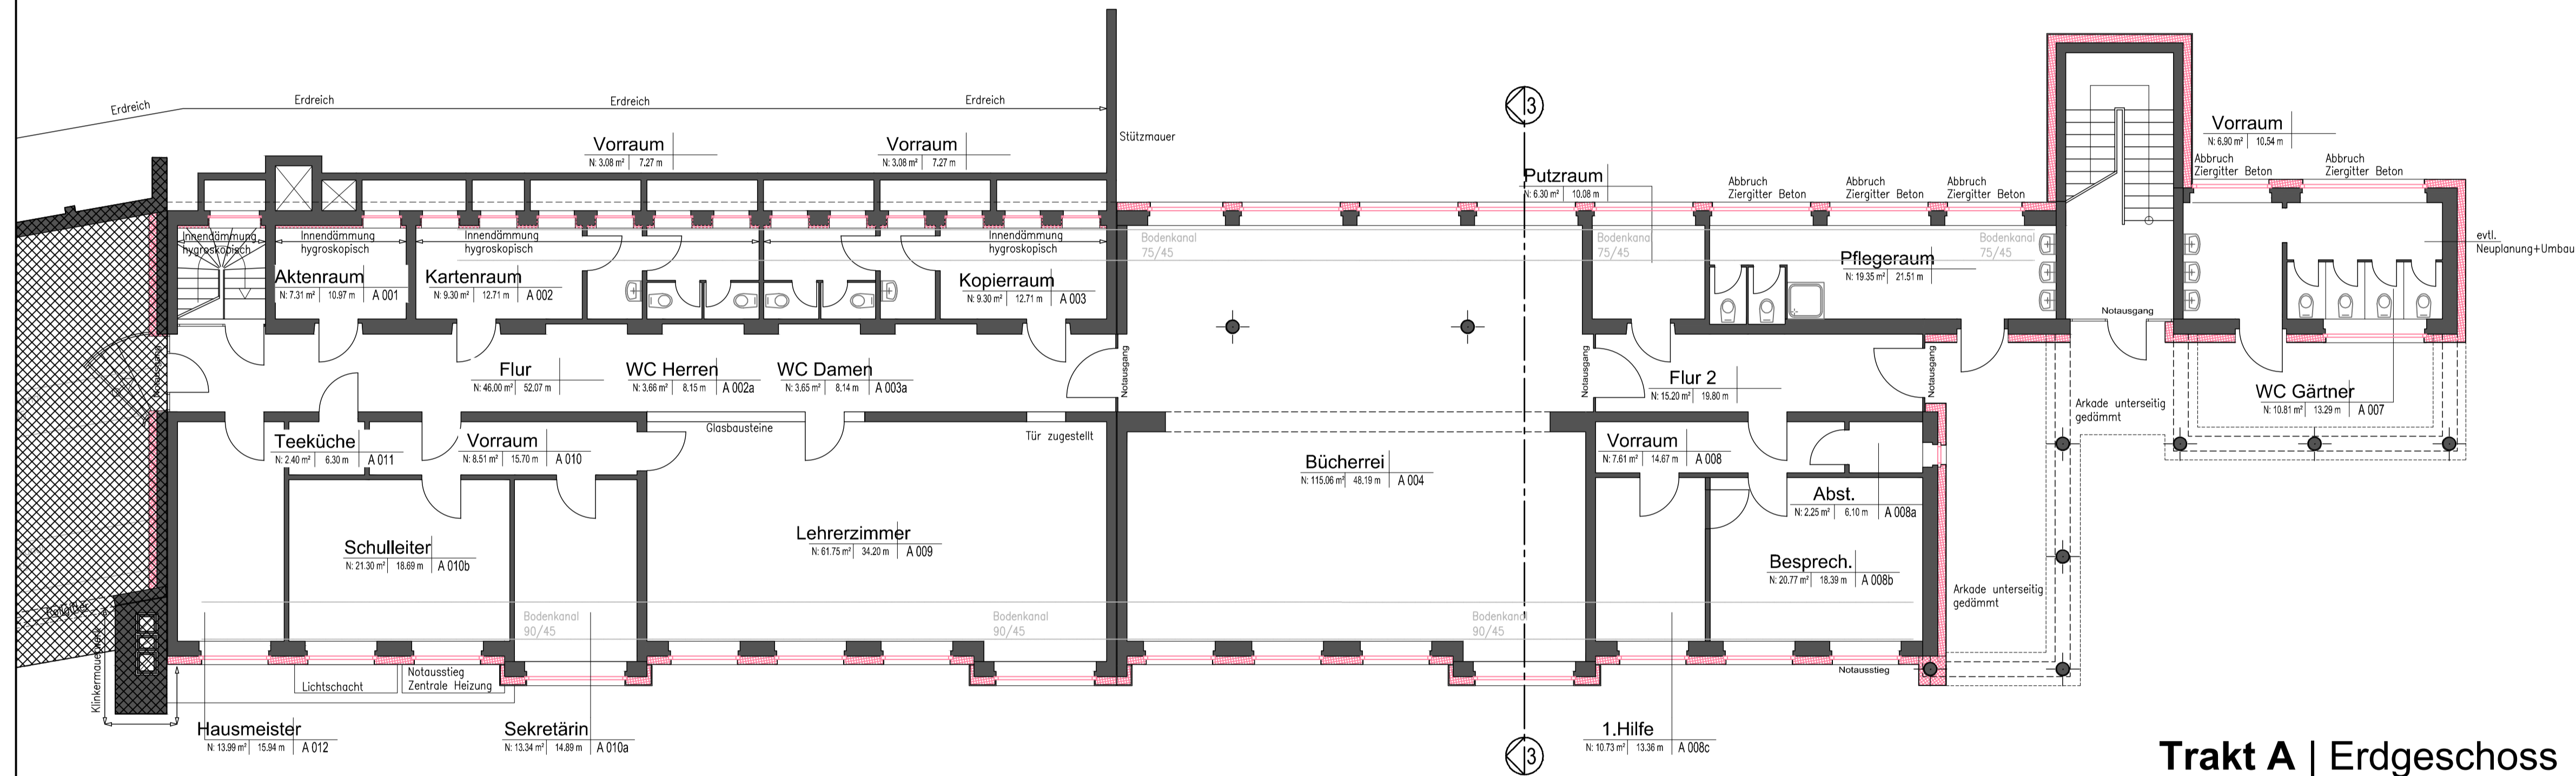 Erdreich
Erdreich
Erdreich
Erdreich
Stützmauer
3
Vorraum
N: 3.08 m² 7.27 m
Vorraum
N: 3.08 m² 7.27 m
Putzraum
N: 6.30 m² 10.08 m
Abbruch
Ziergitter Beton
Abbruch
Ziergitter Beton
Abbruch
Ziergitter Beton
Vorraum
N: 6.90 m² 10.54 m
Abbruch
Ziergitter Beton
Abbruch
Ziergitter Beton
evtl.
Neuplanung+Umbau
Innendämmung
hygroskopisch
Innendämmung
hygroskopisch
Innendämmung
hygroskopisch
Innendämmung
hygroskopisch
Bodenkanal
75/45
Bodenkanal
75/45
Bodenkanal
75/45
Aktenraum
N: 7.31 m² 10.97 m A 001
Kartenraum
N: 9.30 m² 12.71 m A 002
Kopierraum
N: 9.30 m² 12.71 m A 003
Pflegeraum
N: 19.35 m² 21.51 m
Notausgang
Notausgang
Notausgang
Notausgang
Notausgang
Flur
N: 46.00 m² 52.07 m
WC Herren
N: 3.66 m² 8.15 m A 002a
WC Damen
N: 3.65 m² 8.14 m A 003a
Flur 2
N: 15.20 m² 19.80 m
WC Gärtner
N: 10.81 m² 13.29 m A 007
Arkade unterseitig
gedämmt
Teeküche
N: 2.40 m² 6.30 m A 011
Vorraum
N: 8.51 m² 15.70 m A 010
Glasbausteine
Tür zugestellt
Bücherrei
N: 115.06 m² 48.19 m A 004
Vorraum
N: 7.61 m² 14.67 m A 008
Abst.
N: 2.25 m² 6.10 m A 008a
Schulleiter
N: 21.30 m² 18.69 m A 010b
Lehrerzimmer
N: 61.75 m² 34.20 m A 009
Besprech.
N: 20.77 m² 18.39 m A 008b
Arkade unterseitig
gedämmt
Bodenkanal
90/45
Bodenkanal
90/45
Bodenkanal
90/45
Klinkermauerwerk
Lichtschacht
Notausstieg
Zentrale Heizung
Notausstieg
Hausmeister
N: 13.99 m² 15.94 m A 012
Sekretärin
N: 13.34 m² 14.89 m A 010a
1.Hilfe
N: 10.73 m² 13.36 m A 008c
3
Trakt A | Erdgeschoss